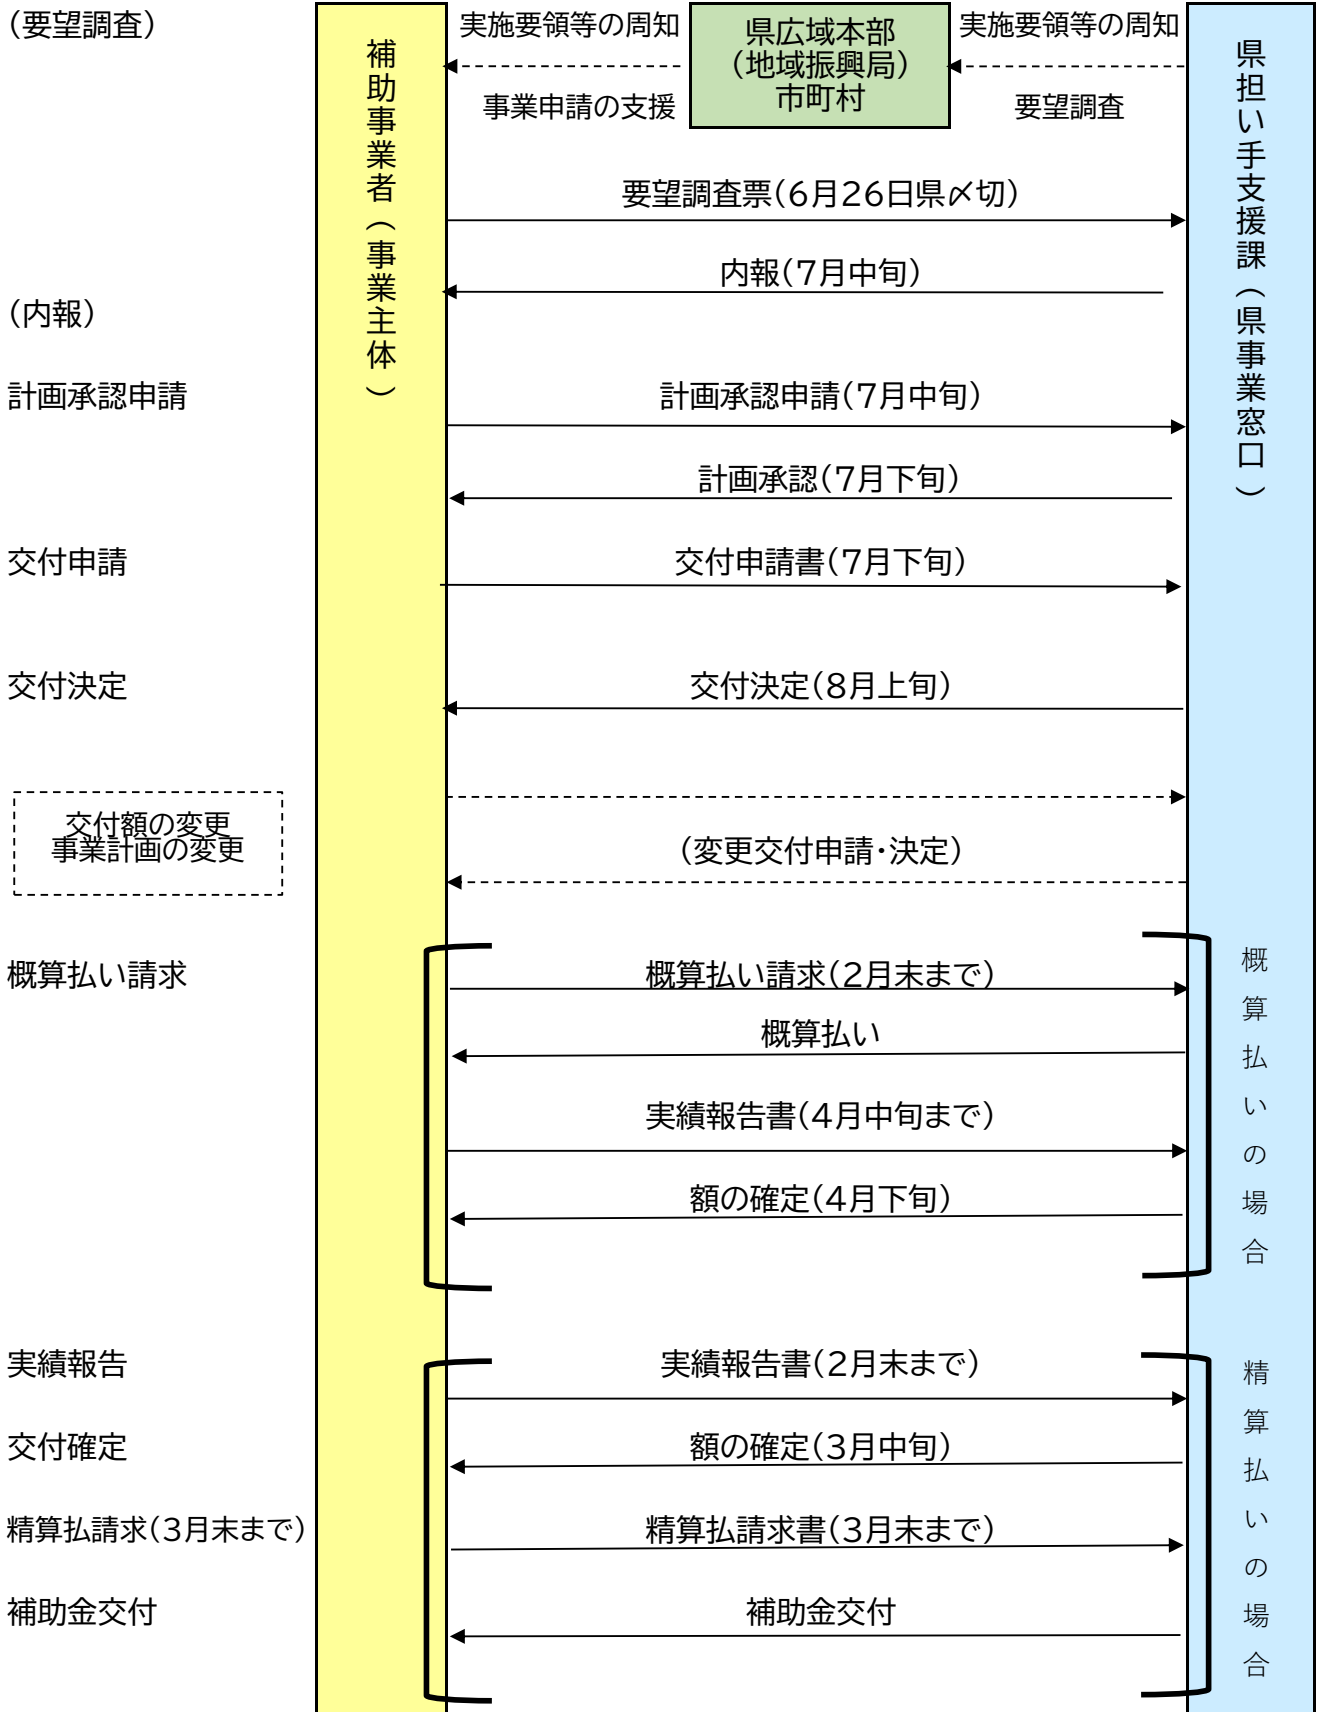 （要望調査）
実施要領等の周知
県広域本部
（地域振興局）
市町村
実施要領等の周知
事業申請の支援
要望調査
補助事業者（事業主体）
県担い手支援課（県事業窓口）
要望調査票（6月26日県〆切）
内報（7月中旬）
（内報）
計画承認申請
計画承認申請（7月中旬）
計画承認（7月下旬）
交付申請
交付申請書（7月下旬）
交付決定
交付決定（8月上旬）
交付額の変更
事業計画の変更
（変更交付申請・決定）
概算払い請求
概算払い請求（2月末まで）
概算払い
実績報告書（4月中旬まで）
額の確定（4月下旬）
概算払いの場合
実績報告
実績報告書（2月末まで）
交付確定
額の確定（3月中旬）
精算払請求（3月末まで）
精算払請求書（3月末まで）
補助金交付
補助金交付
精算払いの場合